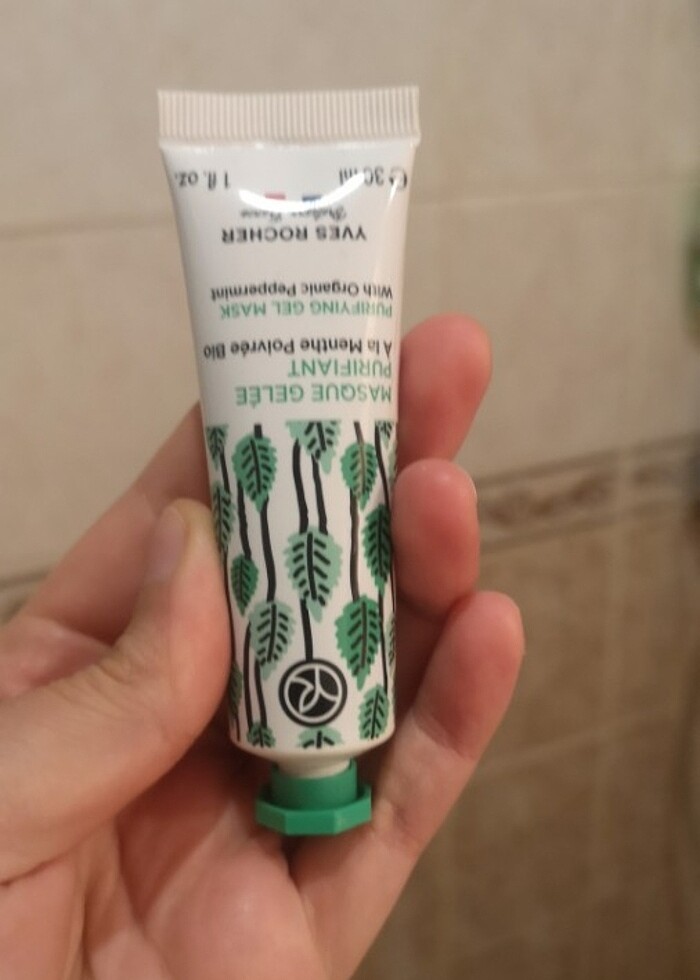 MASQUE GELÉE
PURIFIANT
À la Menthe Poivrée Bio
PURIFYING GEL MASK
With Organic Peppermint
YVES ROCHER
℮ 30 ml 1 fl. oz.